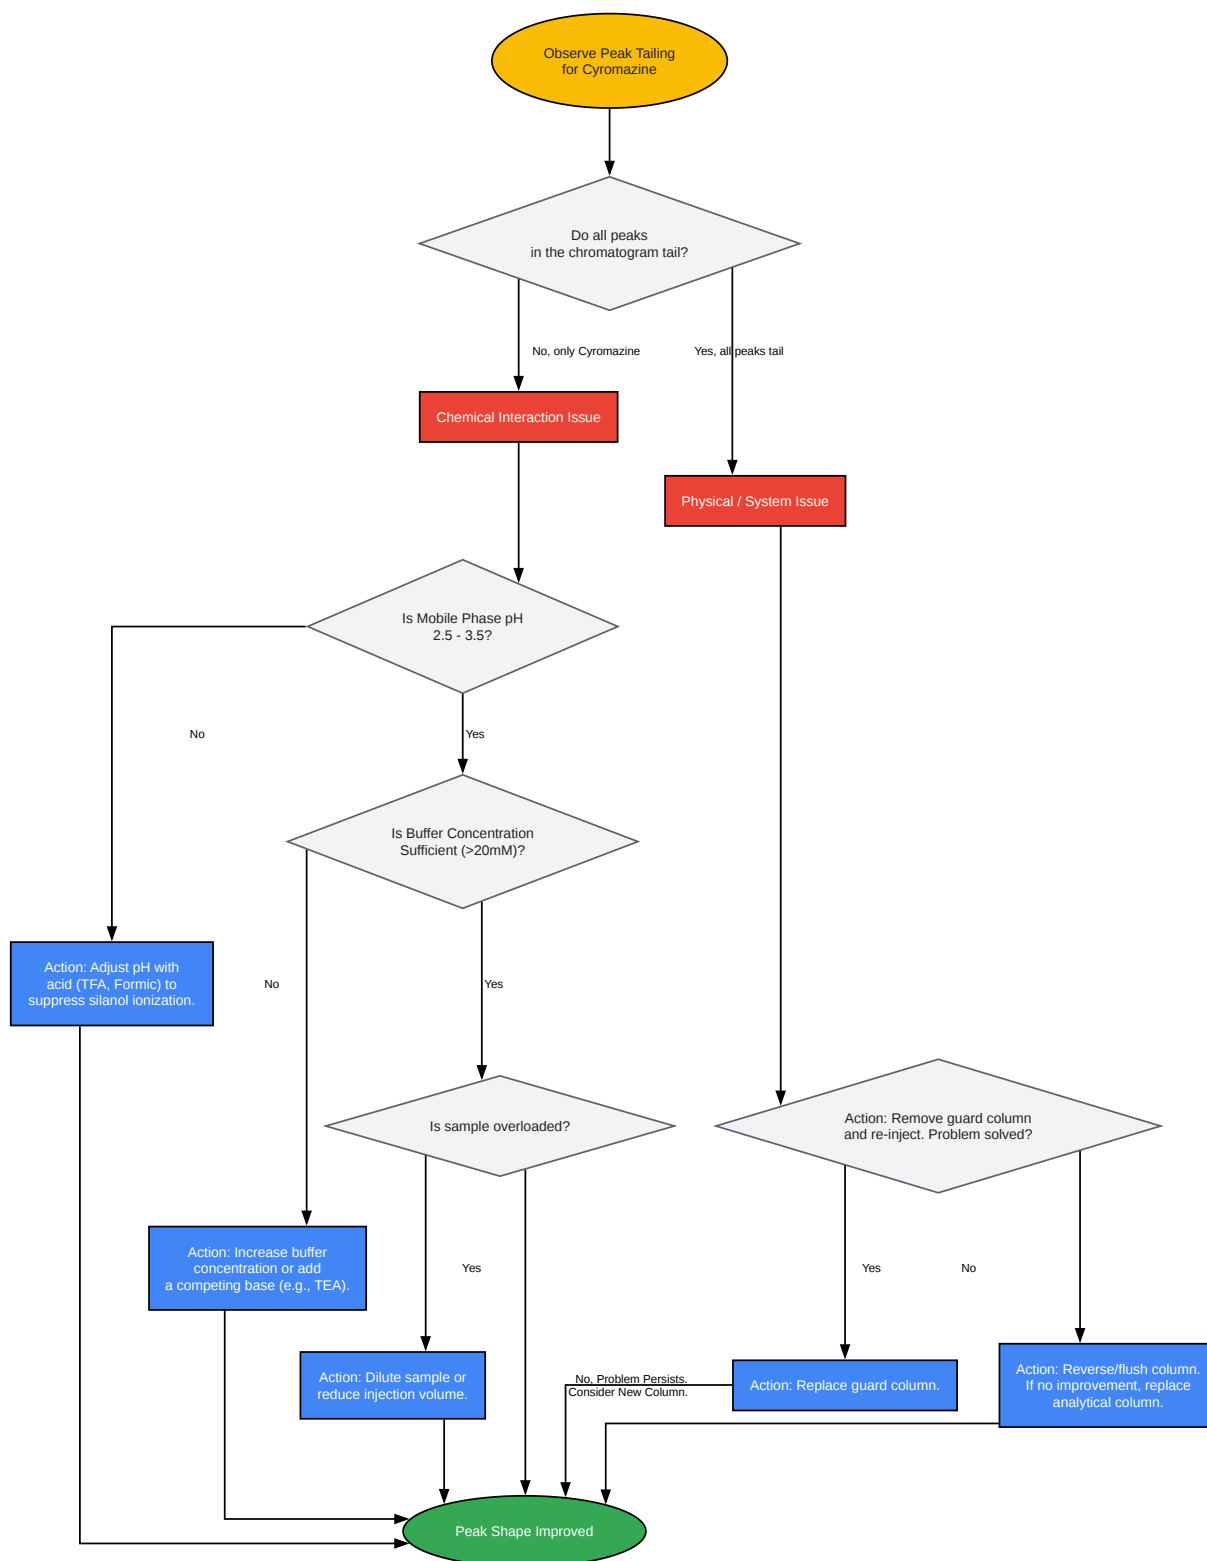 Observe Peak Tailing
for Cyromazine
Do all peaks
in the chromatogram tail?
No, only Cyromazine
Yes, all peaks tail
Chemical Interaction Issue
Physical / System Issue
Is Mobile Phase pH
2.5 - 3.5?
No
Yes
Is Buffer Concentration
Sufficient (>20mM)?
Action: Adjust pH with
acid (TFA, Formic) to
suppress silanol ionization.
No
Yes
Is sample overloaded?
Action: Remove guard column
and re-inject. Problem solved?
Action: Increase buffer
concentration or add
a competing base (e.g., TEA).
Yes
Yes
No
Action: Dilute sample or
reduce injection volume.
No, Problem Persists.
Consider New Column.
Action: Replace guard column.
Action: Reverse/flush column.
If no improvement, replace
analytical column.
Peak Shape Improved